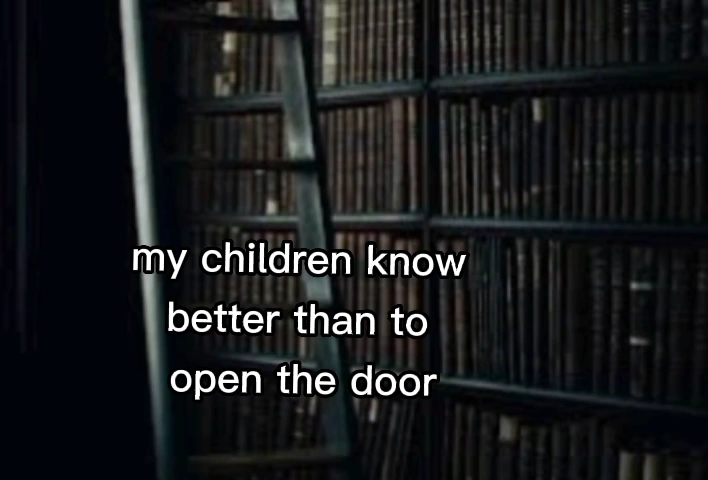 my children know
better than to
open the door